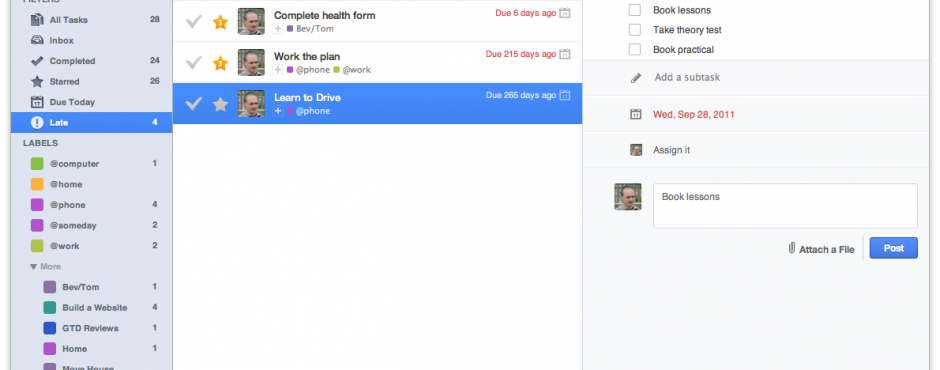 FILTERS
All Tasks 28
Inbox
Completed 24
Starred 26
Due Today
Late 4
LABELS
@computer 1
@home
@phone 4
@someday 2
@work 2
More
Bev/Tom 1
Build a Website 4
GTD Reviews 1
Home 1
Move House
3 Complete health form Due 6 days ago
Bev/Tom
3 Work the plan Due 215 days ago
@phone @work
Learn to Drive Due 265 days ago
@phone
Book lessons
Take theory test
Book practical
Add a subtask
Wed, Sep 28, 2011
Assign it
Book lessons
Attach a File Post